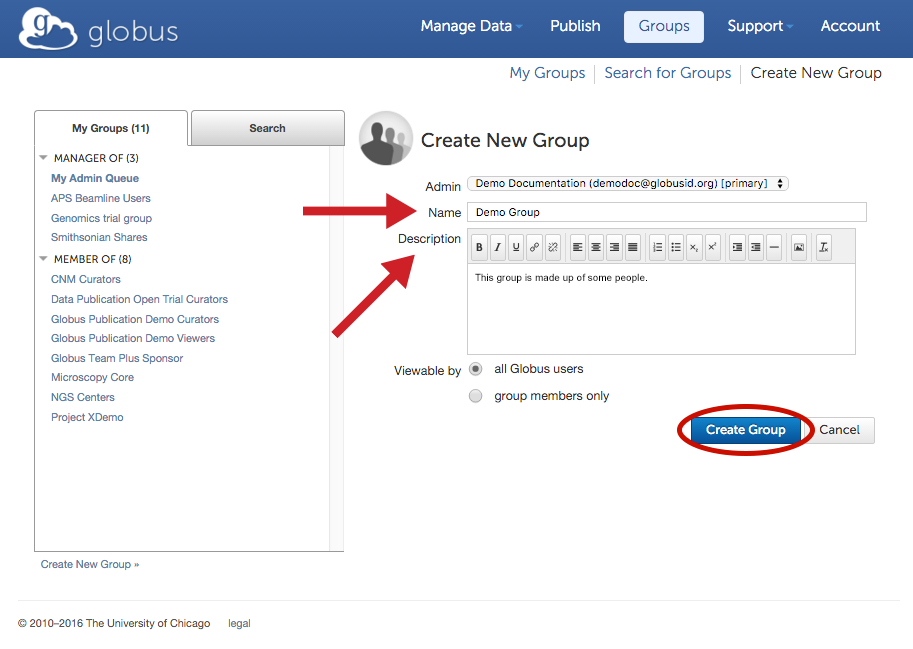 globus
Manage Data Publish Groups Support Account
My Groups Search for Groups Create New Group
My Groups (11) Search
MANAGER OF (3)
My Admin Queue
APS Beamline Users
Genomics trial group
Smithsonian Shares
MEMBER OF (8)
CNM Curators
Data Publication Open Trial Curators
Globus Publication Demo Curators
Globus Publication Demo Viewers
Globus Team Plus Sponsor
Microscopy Core
NGS Centers
Project XDemo
Create New Group »
Create New Group
Admin Demo Documentation (demodoc@globusid.org) [primary]
Name Demo Group
Description
B I U
This group is made up of some people.
Viewable by all Globus users
group members only
Create Group Cancel
© 2010–2016 The University of Chicago legal